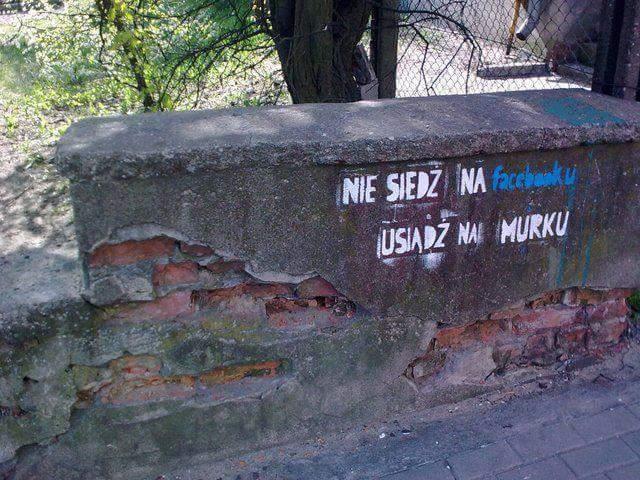 NIE SIEDŹ NA facebooku
USIĄDŹ NA MURKU